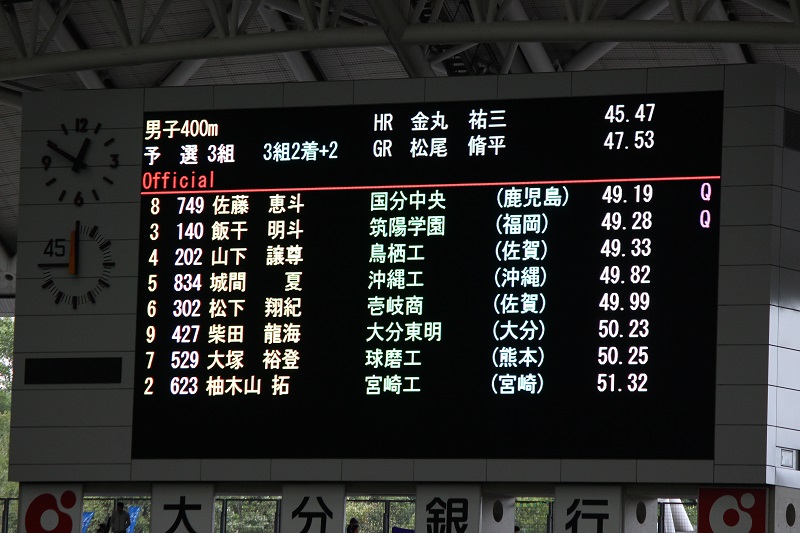 男子400m HR 金丸 祐三 45.47
予 選 3組 3組2着+2 GR 松尾 脩平 47.53
Official
8 749 佐藤 恵斗 国分中央 (鹿児島) 49.19 Q
3 140 飯干 明斗 筑陽学園 (福岡) 49.28 Q
4 202 山下 譲尊 鳥栖工 (佐賀) 49.33
5 834 城間 夏 沖縄工 (沖縄) 49.82
6 302 松下 翔紀 壱岐商 (佐賀) 49.99
9 427 柴田 龍海 大分東明 (大分) 50.23
7 529 大塚 裕登 球磨工 (熊本) 50.25
2 623 柚木山 拓 宮崎工 (宮崎) 51.32
12
9 3
6
45
大分銀行